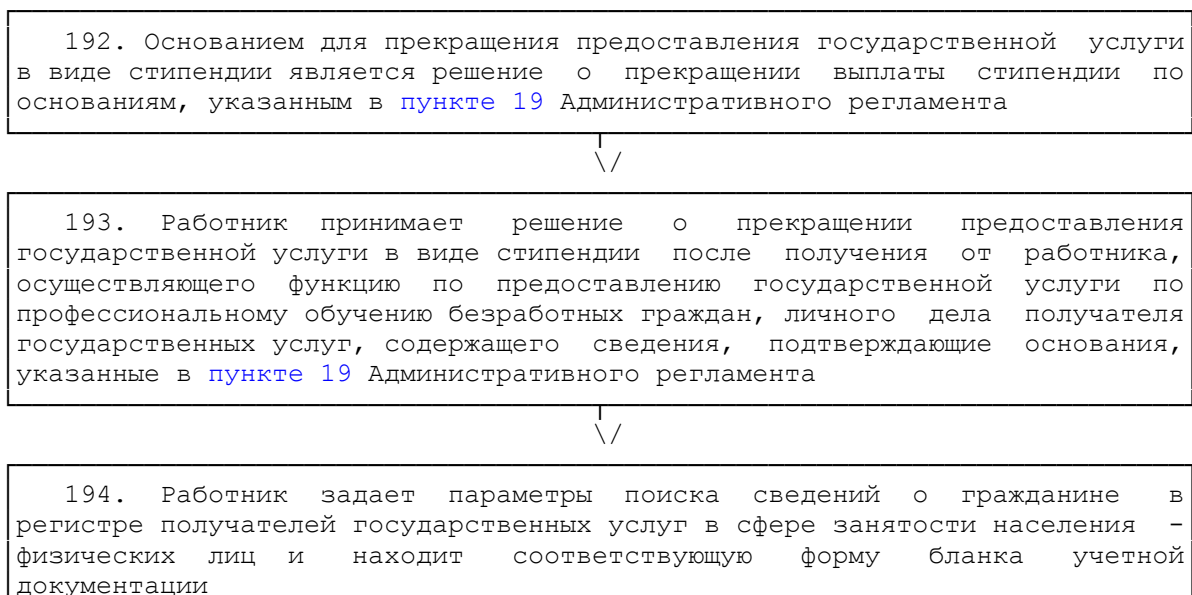 192. Основанием для прекращения предоставления государственной услуги
в виде стипендии является решение о прекращении выплаты стипендии по
основаниям, указанным в пункте 19 Административного регламента
\/
193. Работник принимает решение о прекращении предоставления
государственной услуги в виде стипендии после получения от работника,
осуществляющего функцию по предоставлению государственной услуги по
профессиональному обучению безработных граждан, личного дела получателя
государственных услуг, содержащего сведения, подтверждающие основания,
указанные в пункте 19 Административного регламента
\/
194. Работник задает параметры поиска сведений о гражданине в
регистре получателей государственных услуг в сфере занятости населения -
физических лиц и находит соответствующую форму бланка учетной
документации